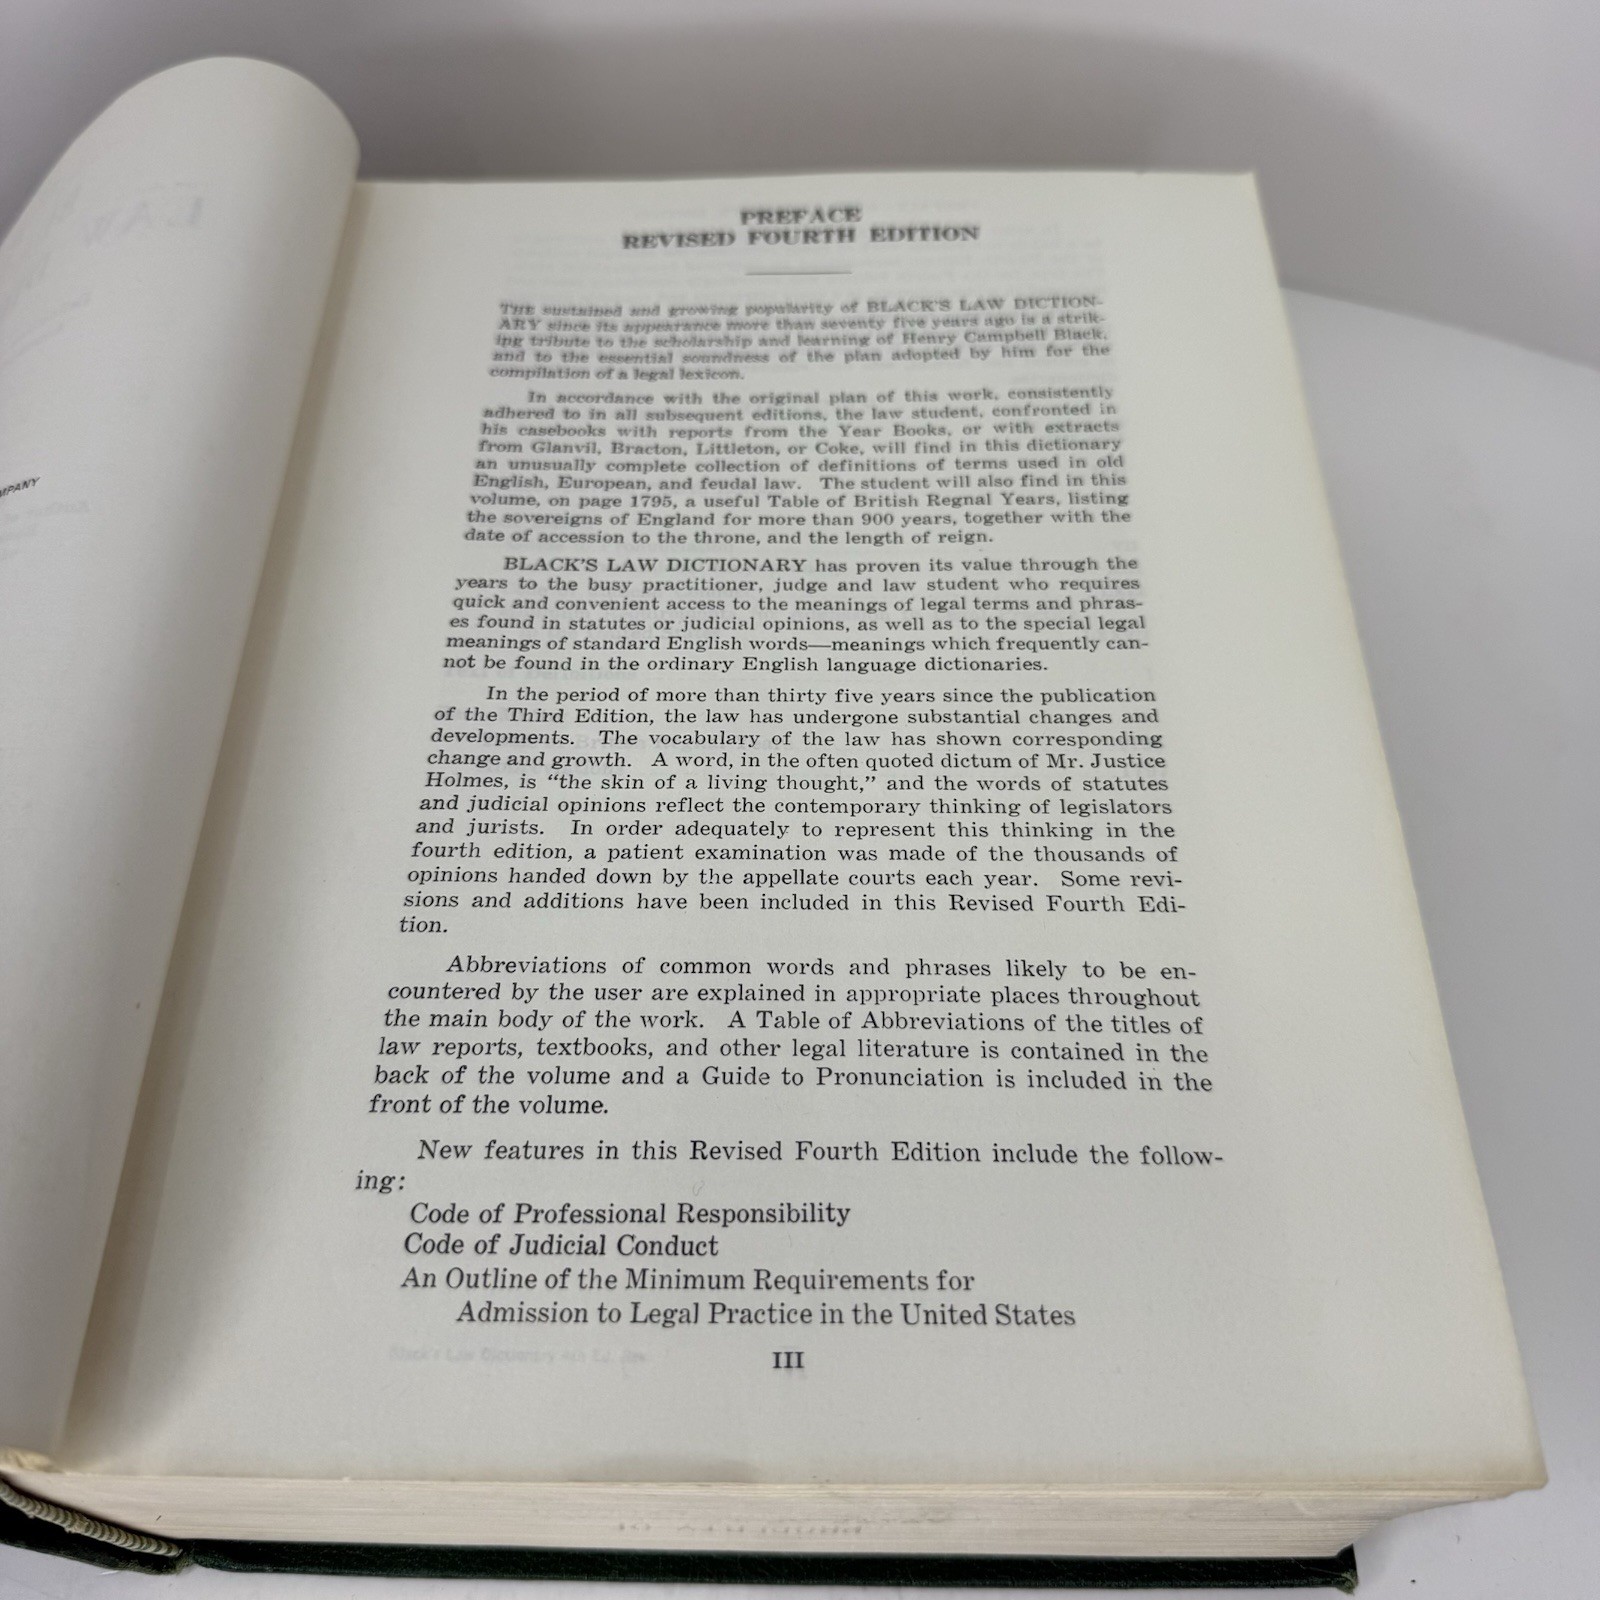 MPANY
PREFACE
REVISED FOURTH EDITION
THE sustained and growing popularity of BLACK'S LAW DICTION-
ARY since its appearance more than seventy five years ago is a strik-
ing tribute to the scholarship and learning of Henry Campbell Black,
and to the essential soundness of the plan adopted by him for the
compilation of a legal lexicon.
In accordance with the original plan of this work, consistently
adhered to in all subsequent editions, the law student, confronted in
his casebooks with reports from the Year Books, or with extracts
from Glanvil, Bracton, Littleton, or Coke, will find in this dictionary
an unusually complete collection of definitions of terms used in old
English, European, and feudal law. The student will also find in this
volume, on page 1795, a useful Table of British Regnal Years, listing
the sovereigns of England for more than 900 years, together with the
date of accession to the throne, and the length of reign.
BLACK'S LAW DICTIONARY has proven its value through the
years to the busy practitioner, judge and law student who requires
quick and convenient access to the meanings of legal terms and phras-
es found in statutes or judicial opinions, as well as to the special legal
meanings of standard English words—meanings which frequently can-
not be found in the ordinary English language dictionaries.
In the period of more than thirty five years since the publication
of the Third Edition, the law has undergone substantial changes and
developments. The vocabulary of the law has shown corresponding
change and growth. A word, in the often quoted dictum of Mr. Justice
Holmes, is "the skin of a living thought," and the words of statutes
and judicial opinions reflect the contemporary thinking of legislators
and jurists. In order adequately to represent this thinking in the
fourth edition, a patient examination was made of the thousands of
opinions handed down by the appellate courts each year. Some revi-
sions and additions have been included in this Revised Fourth Edi-
tion.
Abbreviations of common words and phrases likely to be en-
countered by the user are explained in appropriate places throughout
the main body of the work. A Table of Abbreviations of the titles of
law reports, textbooks, and other legal literature is contained in the
back of the volume and a Guide to Pronunciation is included in the
front of the volume.
New features in this Revised Fourth Edition include the follow-
ing:
Code of Professional Responsibility
Code of Judicial Conduct
An Outline of the Minimum Requirements for
Admission to Legal Practice in the United States
III